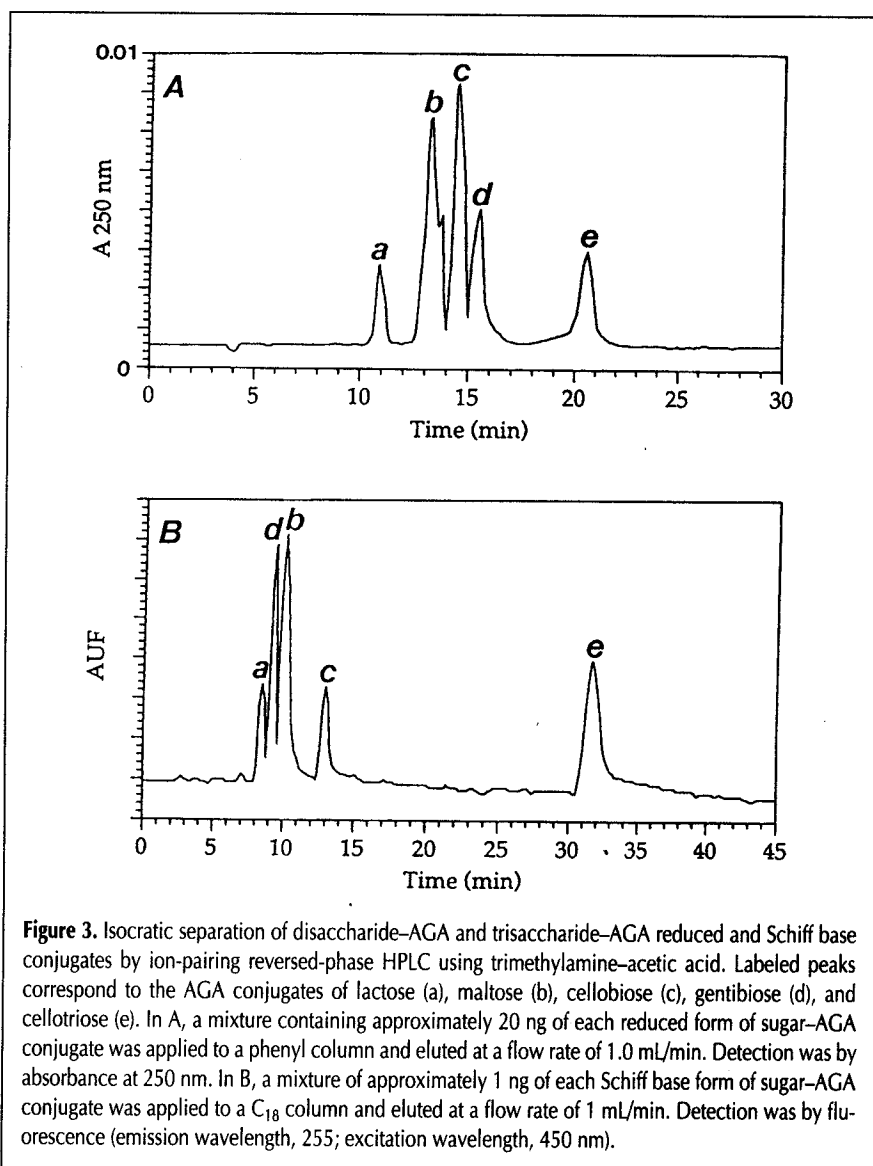 0.01
A
c
b
d
a
e
A 250 nm
0
0 5 10 15 20 25 30
Time (min)
B
d b
a
c
e
AUF
0 5 10 15 20 25 30 35 40 45
Time (min)
Figure 3. Isocratic separation of disaccharide–AGA and trisaccharide–AGA reduced and Schiff base
conjugates by ion-pairing reversed-phase HPLC using trimethylamine–acetic acid. Labeled peaks
correspond to the AGA conjugates of lactose (a), maltose (b), cellobiose (c), gentibiose (d), and
cellotriose (e). In A, a mixture containing approximately 20 ng of each reduced form of sugar–AGA
conjugate was applied to a phenyl column and eluted at a flow rate of 1.0 mL/min. Detection was by
absorbance at 250 nm. In B, a mixture of approximately 1 ng of each Schiff base form of sugar–AGA
conjugate was applied to a C18 column and eluted at a flow rate of 1 mL/min. Detection was by flu-
orescence (emission wavelength, 255; excitation wavelength, 450 nm).